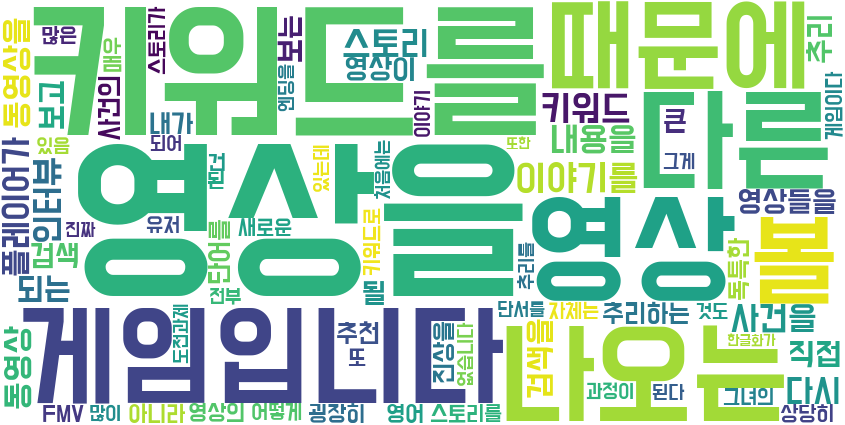 키워드를
때문에
영상을
다른
영상
볼
게임입니다
나오는
동영상을
많은
매우
스토리가
사건의
보고
있음
내가
되어
엔딩을
보는
스토리
영상이
이야기
키워드
내용을
큰
그게
추리
게임이다
또한
이야기를
영상들을
플레이어가
인터뷰
진짜
유저
검색
되는
단어를
전부
새로운
모든
있는데
처음에는
키워드로
추리를
독특한
될
단서를
자체는
것도
추리하는
사건을
한글화가
직접
동영상
도전과제
추천
또
진상을
없습니다
검색을
과정이
된다
그녀의
다시
FMV
많이
아니라
영상의
어떻게
굉장히
영어
스토리를
상당히